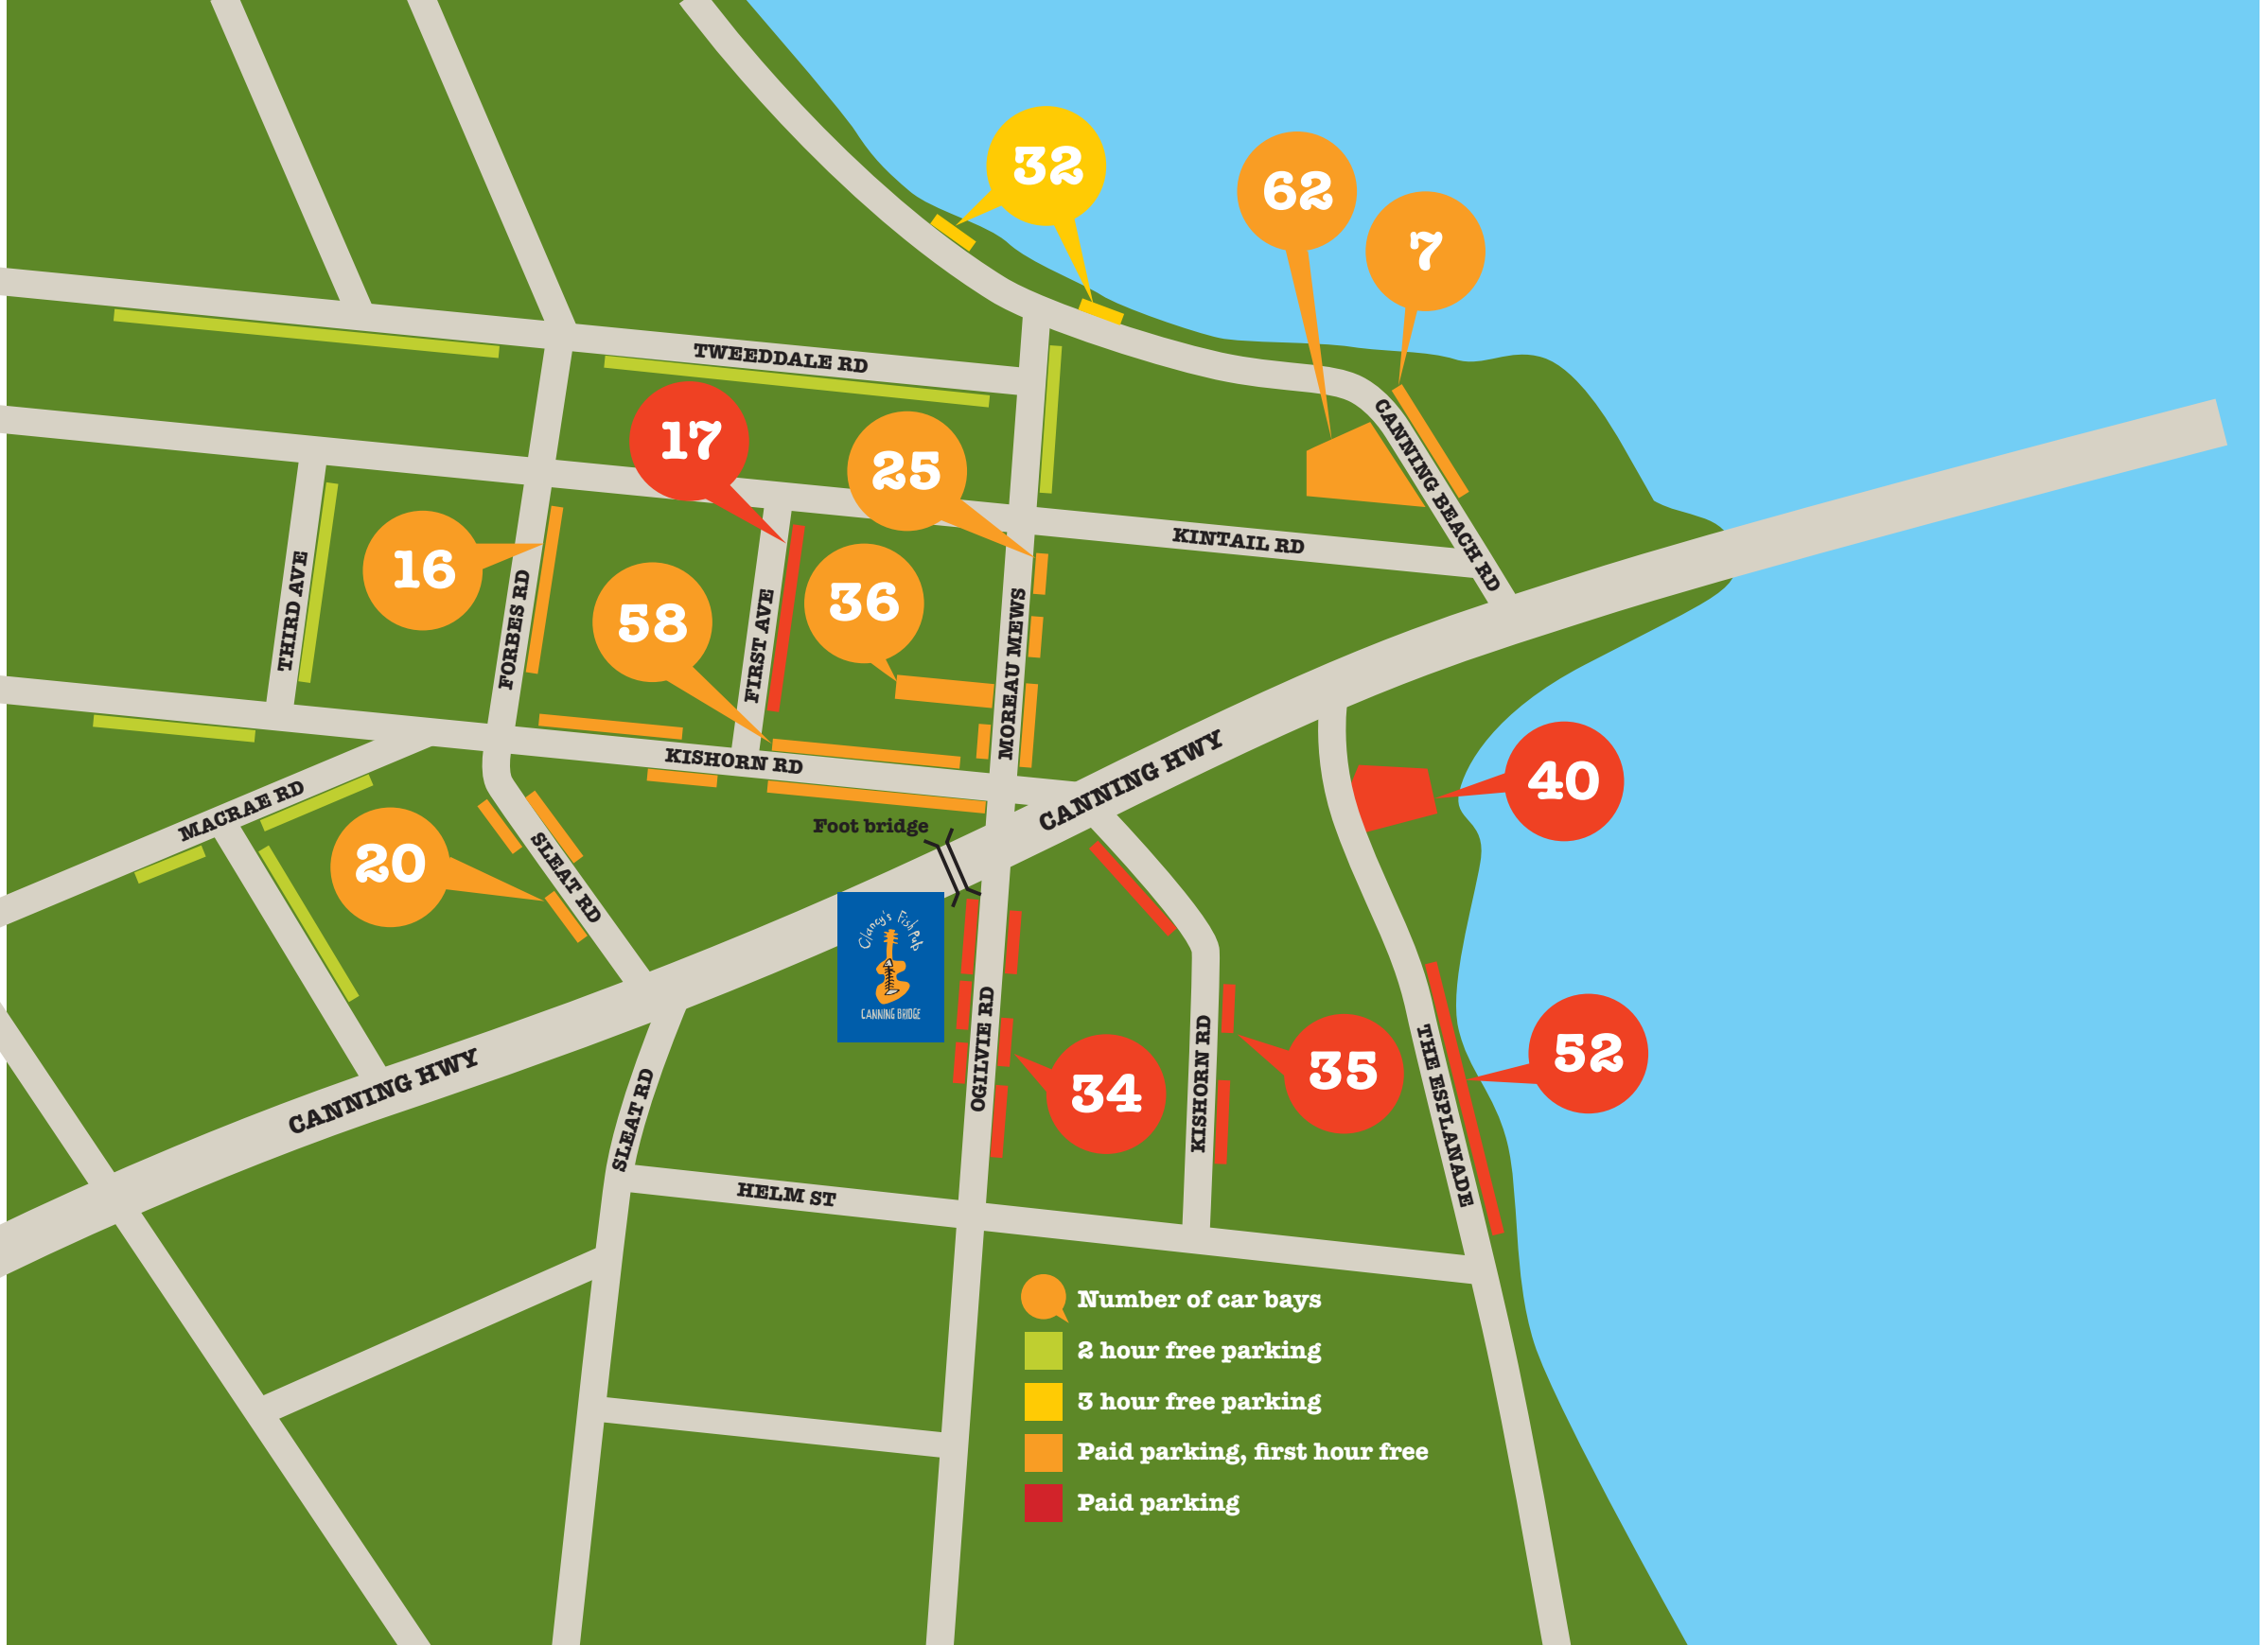 32
62
7
TWEEDDALE RD
17
25
CANNING BEACH RD
KINTAIL RD
16
THIRD AVE
FORBES RD
58
FIRST AVE
36
MOREAU MEWS
KISHORN RD
CANNING HWY
40
MACRAE RD
Foot bridge
20
SLEAT RD
Clancy's Fish Pub
CANNING BRIDGE
OGILVIE RD
34
KISHORN RD
35
THE ESPLANADE
52
CANNING HWY
SLEAT RD
HELM ST
Number of car bays
2 hour free parking
3 hour free parking
Paid parking, first hour free
Paid parking